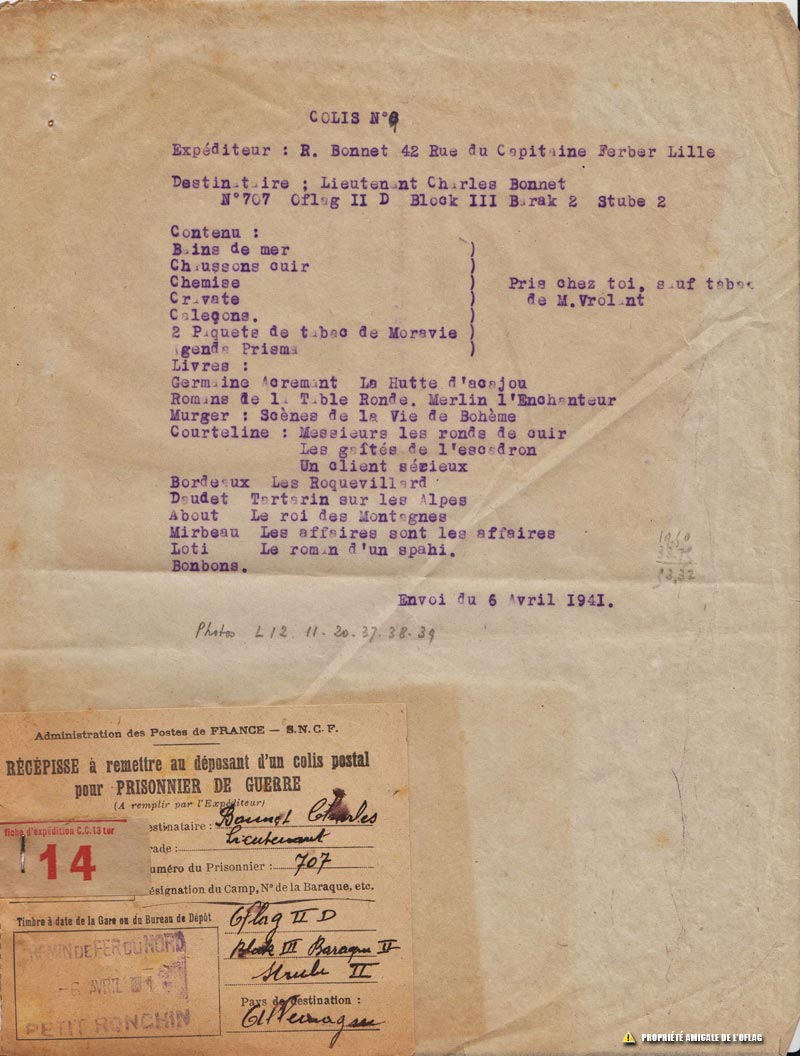 COLIS N°9
Expéditeur : R. Bonnet 42 Rue du Capitaine Ferber Lille
Destinataire ; Lieutenant Charles Bonnet
N°707 Oflag II D Block III Barak 2 Stube 2
Contenu :
Bains de mer )
Chaussons cuir )
Chemise ) Pris chez toi, sauf tabac
Cravate ) de M.Vrolant
Caleçons. )
2 Paquets de tabac de Moravie )
Agenda Prisma )
Livres :
Germaine Acremant La Hutte d'acajou
Romans de la Table Ronde. Merlin l'Enchanteur
Murger : Scènes de la Vie de Bohème
Courteline : Messieurs les ronds de cuir
Les gaîtés de l'escadron
Un client sérieux
Bordeaux Les Roquevillard
Daudet Tartarin sur les Alpes
About Le roi des Montagnes
Mirbeau Les affaires sont les affaires
Loti Le roman d'un spahi.
Bonbons.
Envoi du 6 Avril I94I.
Photos L 12. 11-20-37-38-39
Administration des Postes de FRANCE — S.N.C.F.
RÉCÉPISSE à remettre au déposant d'un colis postal
pour PRISONNIER DE GUERRE
(A remplir par l'Expéditeur)
estinataire : Bonnet Charles
rade : Lieutenant
fiche d'expédition C.C.13 ter
14
uméro du Prisonnier : 707
ésignation du Camp, N° de la Baraque, etc.
Timbre à date de la Gare ou du Bureau de Dépôt
Oflag II D
Block III Baraque II
Stube II
CHEMIN DE FER DU NORD
-6 AVRIL
PETIT RONCHIN
Pays de destination :
Allemagne
PROPRIÉTÉ AMICALE DE L'OFLAG